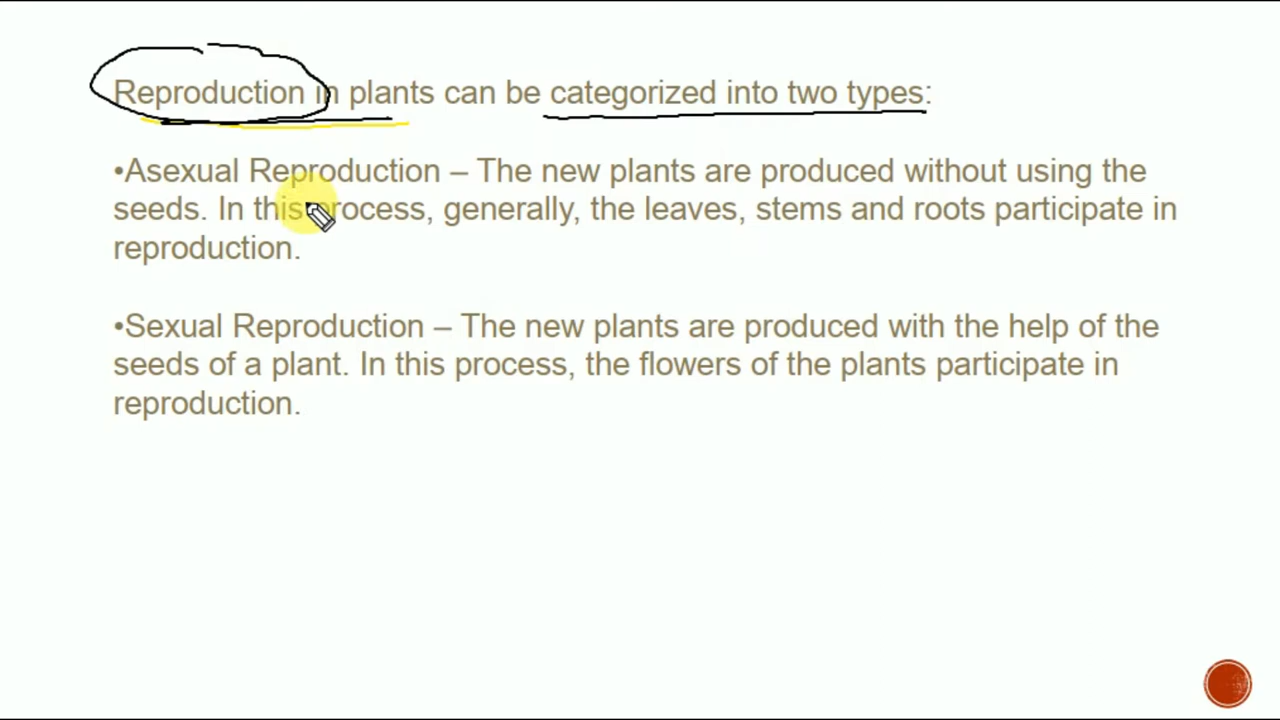 Reproduction in plants can be categorized into two types:
•Asexual Reproduction – The new plants are produced without using the
seeds. In this process, generally, the leaves, stems and roots participate in
reproduction.
•Sexual Reproduction – The new plants are produced with the help of the
seeds of a plant. In this process, the flowers of the plants participate in
reproduction.